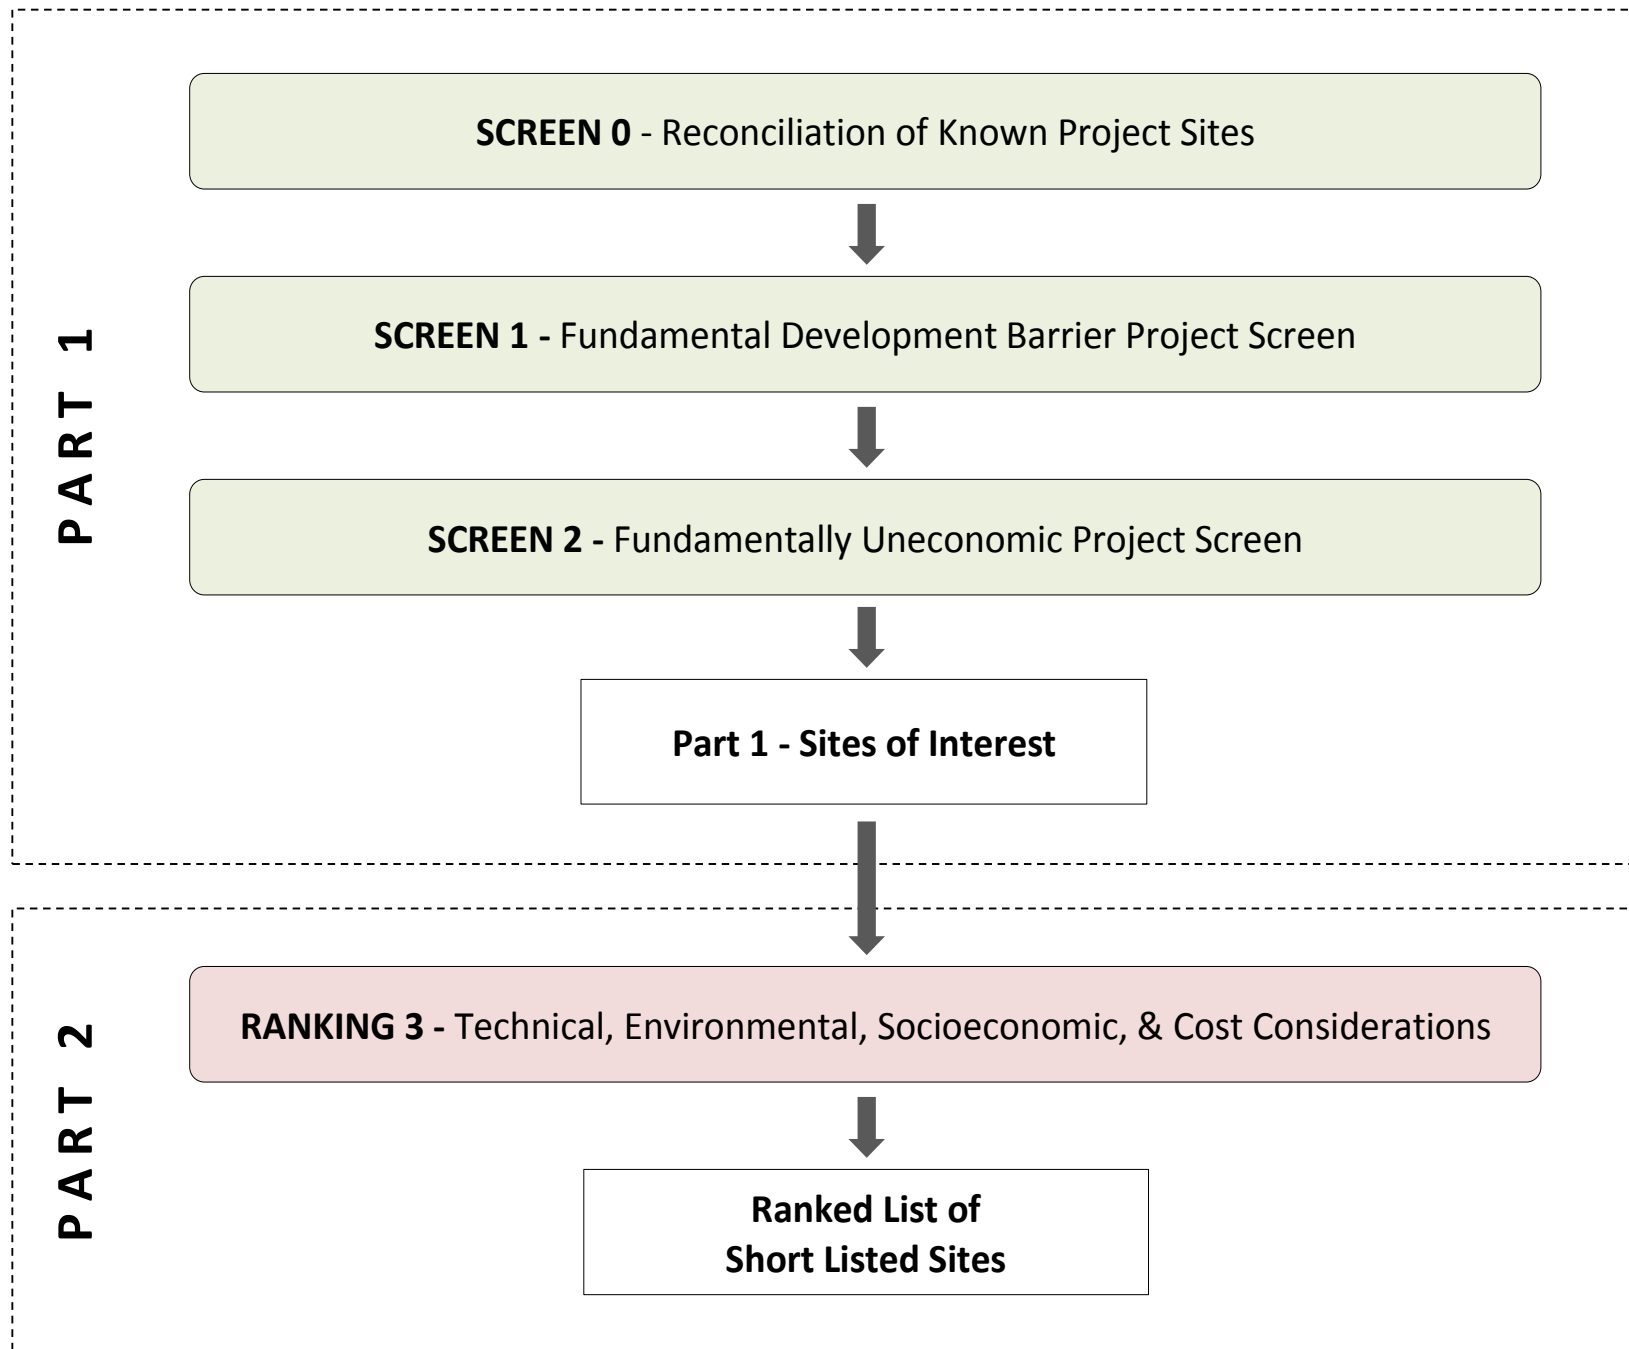 PART 1
SCREEN 0 - Reconciliation of Known Project Sites
SCREEN 1 - Fundamental Development Barrier Project Screen
SCREEN 2 - Fundamentally Uneconomic Project Screen
Part 1 - Sites of Interest
PART 2
RANKING 3 - Technical, Environmental, Socioeconomic, & Cost Considerations
Ranked List of
Short Listed Sites